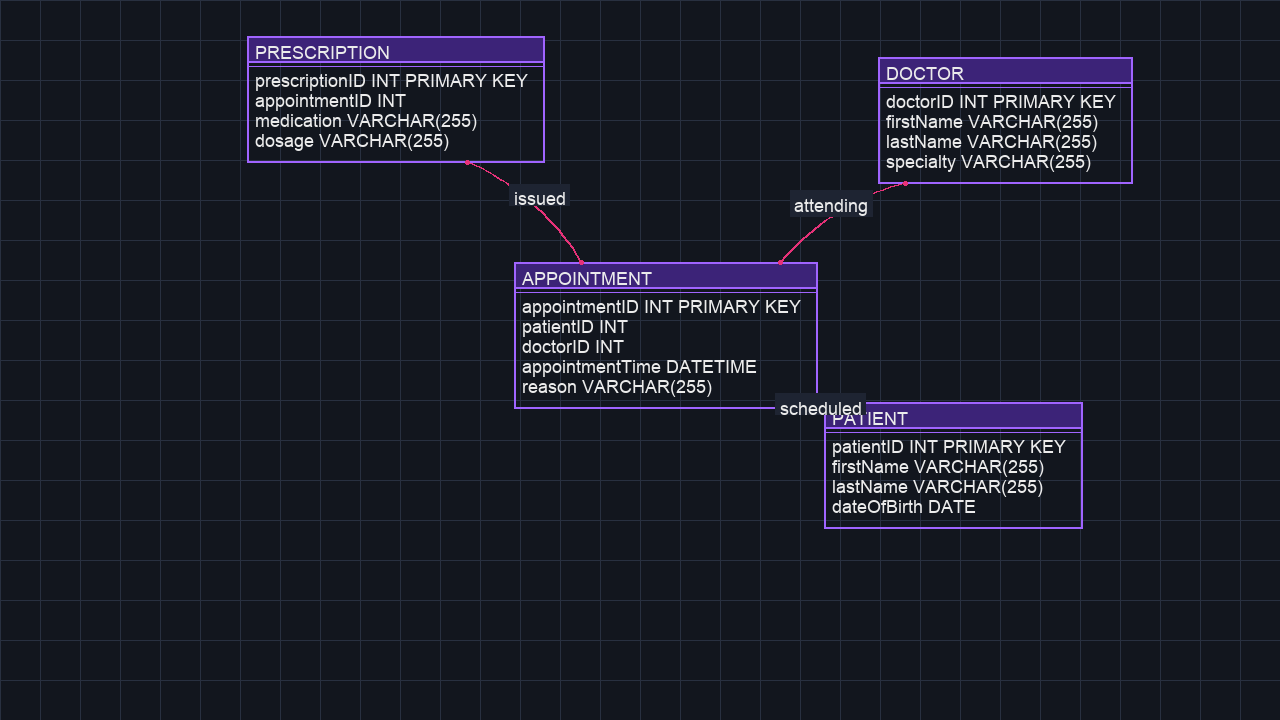 PRESCRIPTION
prescriptionID INT PRIMARY KEY
appointmentID INT
medication VARCHAR(255)
dosage VARCHAR(255)
DOCTOR
doctorID INT PRIMARY KEY
firstName VARCHAR(255)
lastName VARCHAR(255)
specialty VARCHAR(255)
issued
attending
APPOINTMENT
appointmentID INT PRIMARY KEY
patientID INT
doctorID INT
appointmentTime DATETIME
reason VARCHAR(255)
scheduled
PATIENT
patientID INT PRIMARY KEY
firstName VARCHAR(255)
lastName VARCHAR(255)
dateOfBirth DATE